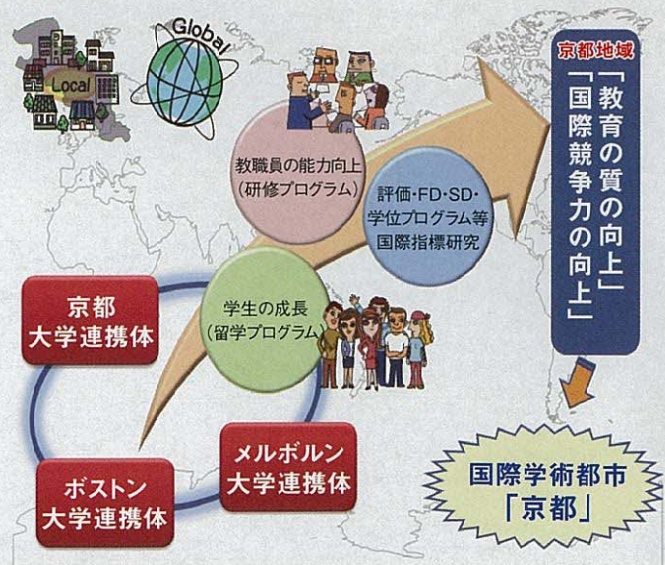 Local
Global
教職員の能力向上
(研修プログラム)
評価・FD・SD・
学位プログラム等
国際指標研究
学生の成長
(留学プログラム)
京都
大学連携体
ボストン
大学連携体
メルボルン
大学連携体
京都地域
「教育の質の向上」
「国際競争力の向上」
国際学術都市
「京都」